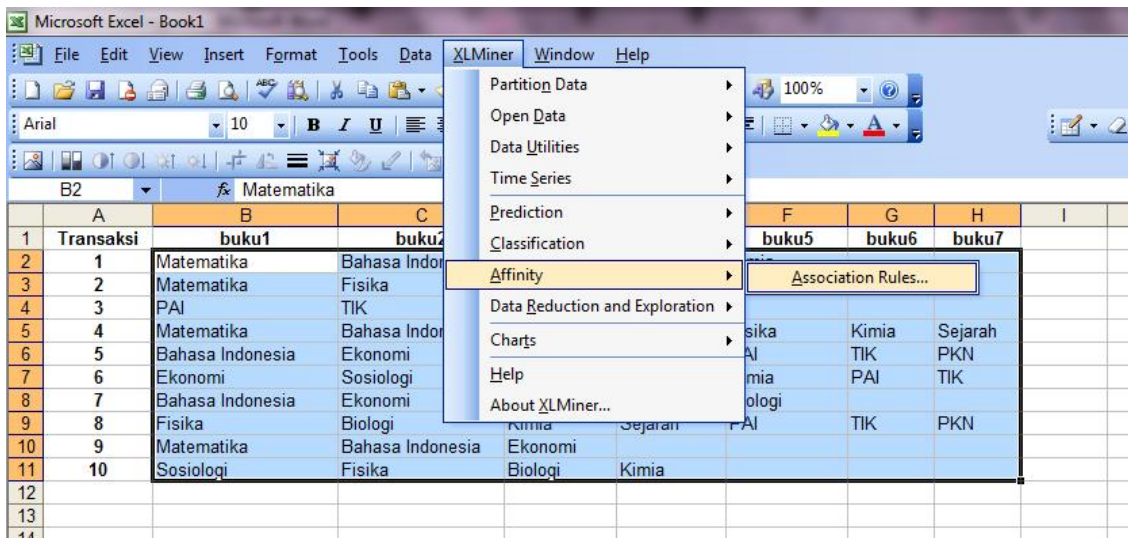 Microsoft Excel - Book1
File Edit View Insert Format Tools Data XLMiner Window Help
100%
Arial 10 B I U A
B2 fx Matematika
Partition Data
Open Data
Data Utilities
Time Series
Prediction
Classification
Affinity
Data Reduction and Exploration
Charts
Help
About XLMiner...
Association Rules...
A B C F G H I
1 Transaksi buku1 buku2 buku5 buku6 buku7
2 1 Matematika Bahasa Indon
3 2 Matematika Fisika
4 3 PAI TIK
5 4 Matematika Bahasa Indon sika Kimia Sejarah
6 5 Bahasa Indonesia Ekonomi AI TIK PKN
7 6 Ekonomi Sosiologi mia PAI TIK
8 7 Bahasa Indonesia Ekonomi ologi
9 8 Fisika Biologi Kimia Sejarah PAI TIK PKN
10 9 Matematika Bahasa Indonesia Ekonomi
11 10 Sosiologi Fisika Biologi Kimia
12
13
14